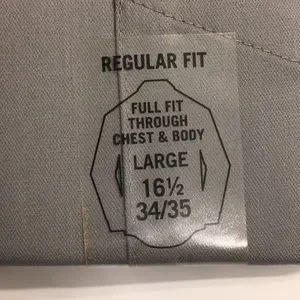 REGULAR FIT
FULL FIT
THROUGH
CHEST & BODY
LARGE
16½
34/35